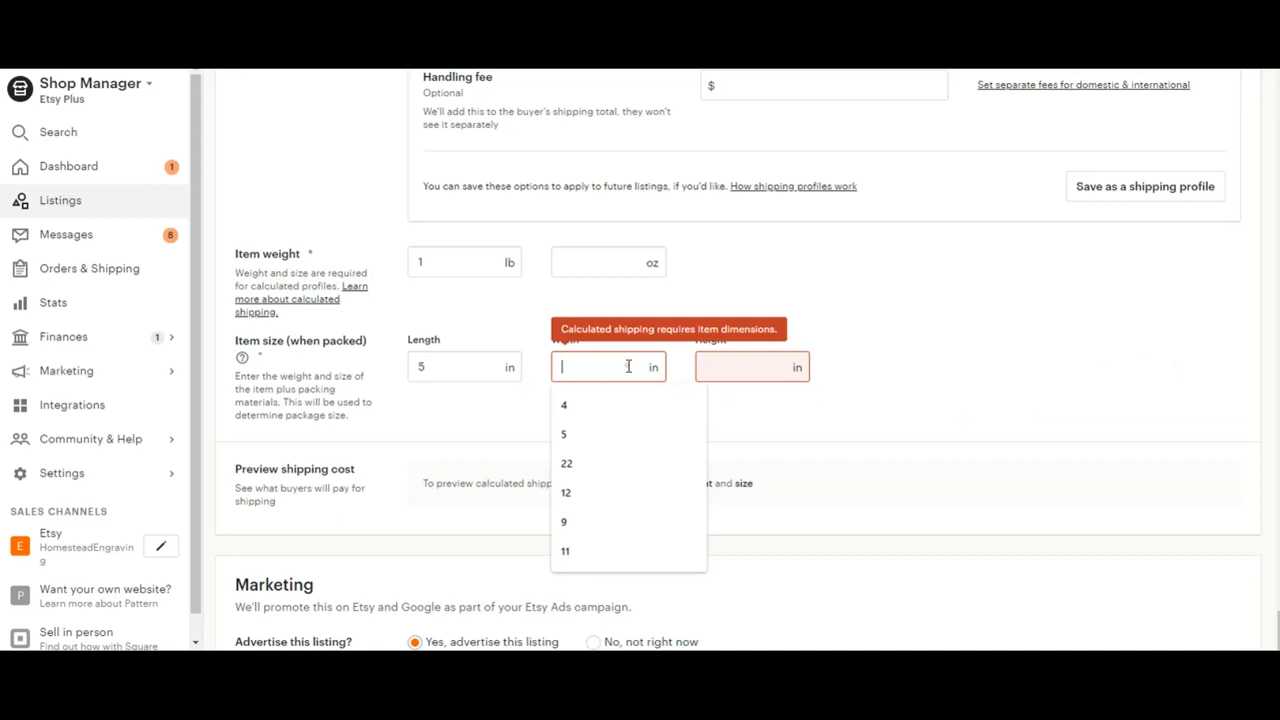 Shop Manager
Etsy Plus
Search
Dashboard 1
Listings
Messages 8
Orders & Shipping
Stats
Finances 1
Marketing
Integrations
Community & Help
Settings
SALES CHANNELS
E Etsy
HomesteadEngravin
g
P Want your own website?
Learn more about Pattern
Sell in person
Find out how with Square
Handling fee
Optional
We'll add this to the buyer's shipping total, they won't
see it separately
$
Set separate fees for domestic & international
You can save these options to apply to future listings, if you'd like. How shipping profiles work
Save as a shipping profile
Item weight *
Weight and size are required
for calculated profiles. Learn
more about calculated
shipping.
1 lb
oz
Calculated shipping requires item dimensions.
Item size (when packed)
? *
Enter the weight and size of
the item plus packing
materials. This will be used to
determine package size.
Length
5 in
in
Height
in
4
5
22
12
9
11
Preview shipping cost
See what buyers will pay for
shipping
To preview calculated shipp
and size
Marketing
We'll promote this on Etsy and Google as part of your Etsy Ads campaign.
Advertise this listing?
Yes, advertise this listing
No, not right now